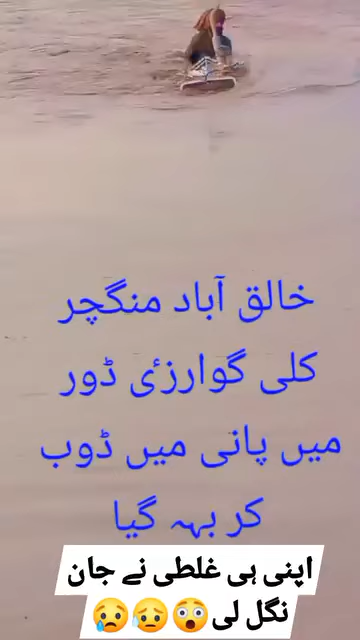 خالق آباد منگچر
کلی گوارزئ ڈور
میں پانی میں ڈوب
کر بہہ گیا
اپنی ہی غلطی نے جان
نگل لی😲😥😢